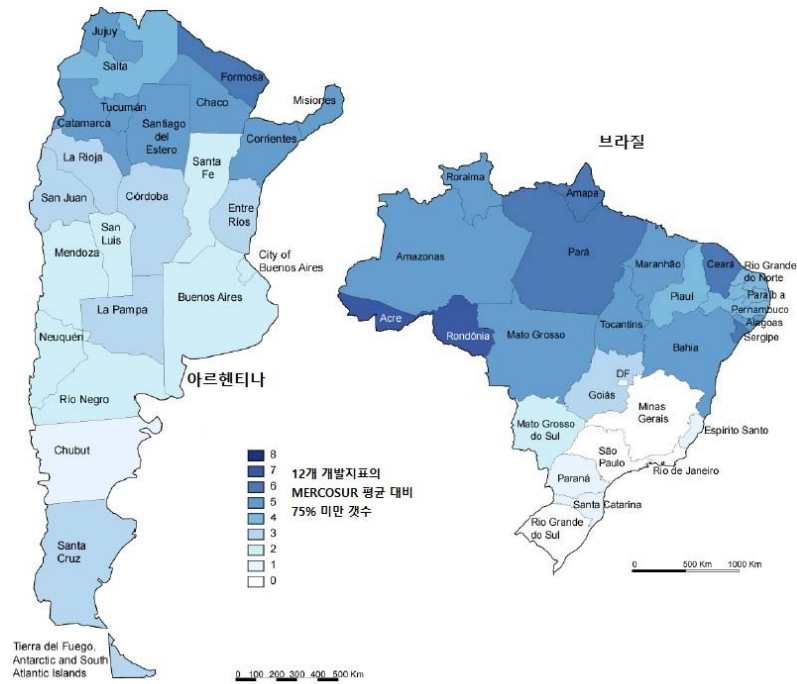 Jujuy
Salta
Formosa
Tucumán
Chaco
Misiones
Catamarca
Santiago
del
Estero
Corrientes
La Rioja
Santa
Fe
San Juan
Córdoba
Entre
Ríos
San
Luis
Mendoza
City of
Buenos Aires
Buenos Aires
La Pampa
Neuquén
Río Negro
아르헨티나
Chubut
Santa
Cruz
Tierra del Fuego,
Antarctic and South
Atlantic Islands
0 100 200 300 400 500 Km
8
7
6
5
4
3
2
1
0
12개 개발지표의
MERCOSUR 평균 대비
75% 미만 갯수
브라질
Roraima
Amapa
Amazonas
Pará
Maranhão
Ceará
Rio Grande
do Norte
Piauí
Paraíb a
Pernambuco
Acre
Rondônia
Mato Grosso
Tocantins
Alagoas
Sergipe
Bahia
DF
Goiás
Minas
Gerais
Mato Grosso
do Sul
Espírito Santo
São
Paulo
Rio de Janeiro
Paraná
Santa Catarina
Rio Grande
do Sul
0 500 Km 1000 Km